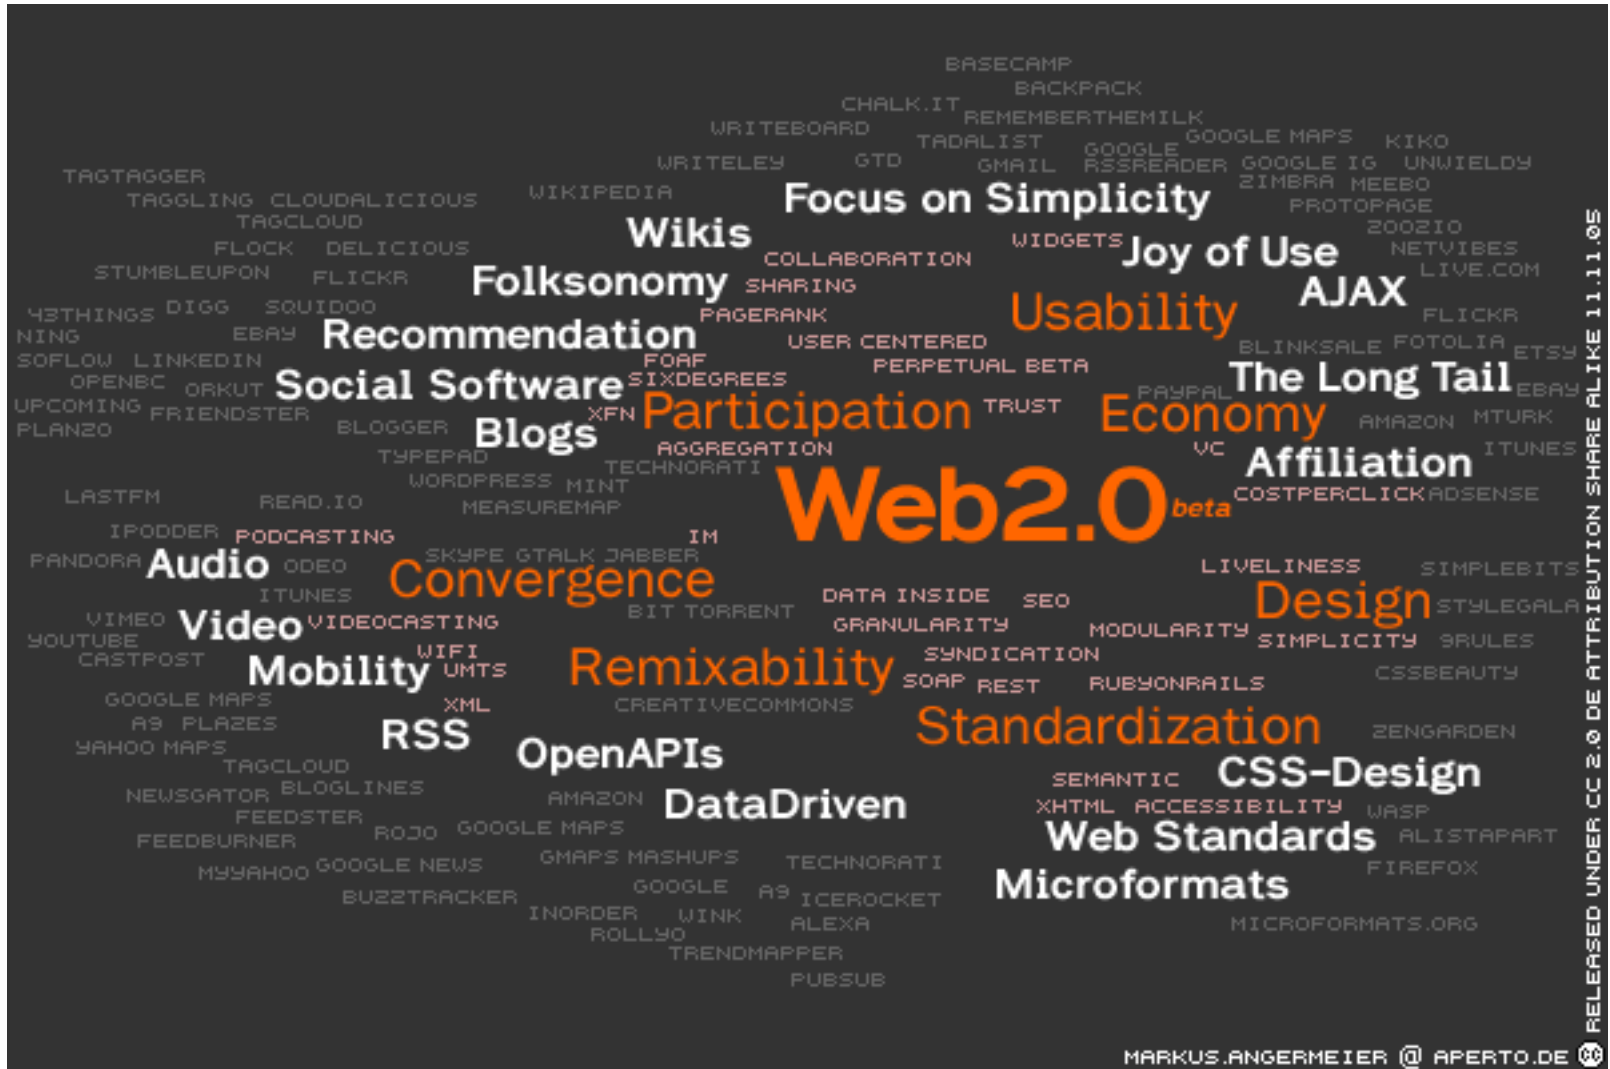 BASECAMP
BACKPACK
CHALK.IT
REMEMBERTHEMILK
WRITEBOARD
TADALIST
GOOGLE MAPS
KIKO
GOOGLE
RSSREADER
WRITELEY
GTD
GMAIL
GOOGLE IG
UNWIELDY
TAGTAGGER
ZIMBRA
MEEBO
WIKIPEDIA
Focus on Simplicity
TAGGLING
CLOUDALICIOUS
PROTOPAGE
TAGCLOUD
ZOOZIO
Wikis
WIDGETS
Joy of Use
FLOCK
DELICIOUS
NETVIBES
COLLABORATION
STUMBLEUPON
FLICKR
LIVE.COM
Folksonomy
SHARING
AJAX
43THINGS
DIGG
SQUIDOO
PAGERANK
Usability
FLICKR
NING
EBAY
Recommendation
USER CENTERED
BLINKSALE
FOTOLIA
ETSY
SOFLOW
LINKEDIN
FOAF
PERPETUAL BETA
OPENBC
ORKUT
Social Software
SIXDEGREES
PAYPAL
The Long Tail
EBAY
UPCOMING
FRIENDSTER
XFN
Participation
TRUST
Economy
AMAZON
MTURK
PLANZO
BLOGGER
Blogs
AGGREGATION
VC
ITUNES
TYPEPAD
TECHNORATI
Affiliation
WORDPRESS
MINT
LASTFM
READ.IO
MEASUREMAP
Web2.0
beta
COSTPERCLICK
ADSENSE
IPODDER
PODCASTING
IM
PANDORA
Audio
ODEO
SKYPE
GTALK
JABBER
LIVELINESS
SIMPLEBITS
Convergence
ITUNES
DATA INSIDE
SEO
Design
STYLEGALA
BIT TORRENT
VIMEO
Video
VIDEOCASTING
GRANULARITY
MODULARITY
SIMPLICITY
9RULES
YOUTUBE
WIFI
SYNDICATION
CASTPOST
Mobility
UMTS
Remixability
SOAP
REST
RUBYONRAILS
CSSBEAUTY
GOOGLE MAPS
XML
CREATIVECOMMONS
A9
PLAZES
RSS
Standardization
ZENGARDEN
YAHOO MAPS
OpenAPIs
TAGCLOUD
SEMANTIC
CSS-Design
NEWSGATOR
BLOGLINES
AMAZON
DataDriven
XHTML
ACCESSIBILITY
WASP
FEEDSTER
FEEDBURNER
ROJO
GOOGLE MAPS
Web Standards
ALISTAPART
MYYAHOO
GOOGLE NEWS
GMAPS MASHUPS
TECHNORATI
FIREFOX
BUZZTRACKER
GOOGLE
A9
ICEROCKET
Microformats
INORDER
WINK
ALEXA
MICROFORMATS.ORG
ROLLYO
TRENDMAPPER
PUBSUB
MARKUS.ANGERMEIER @ APERTO.DE
cc
RELEASED UNDER CC 2.0 DE ATTRIBUTION SHARE ALIKE 11.11.05